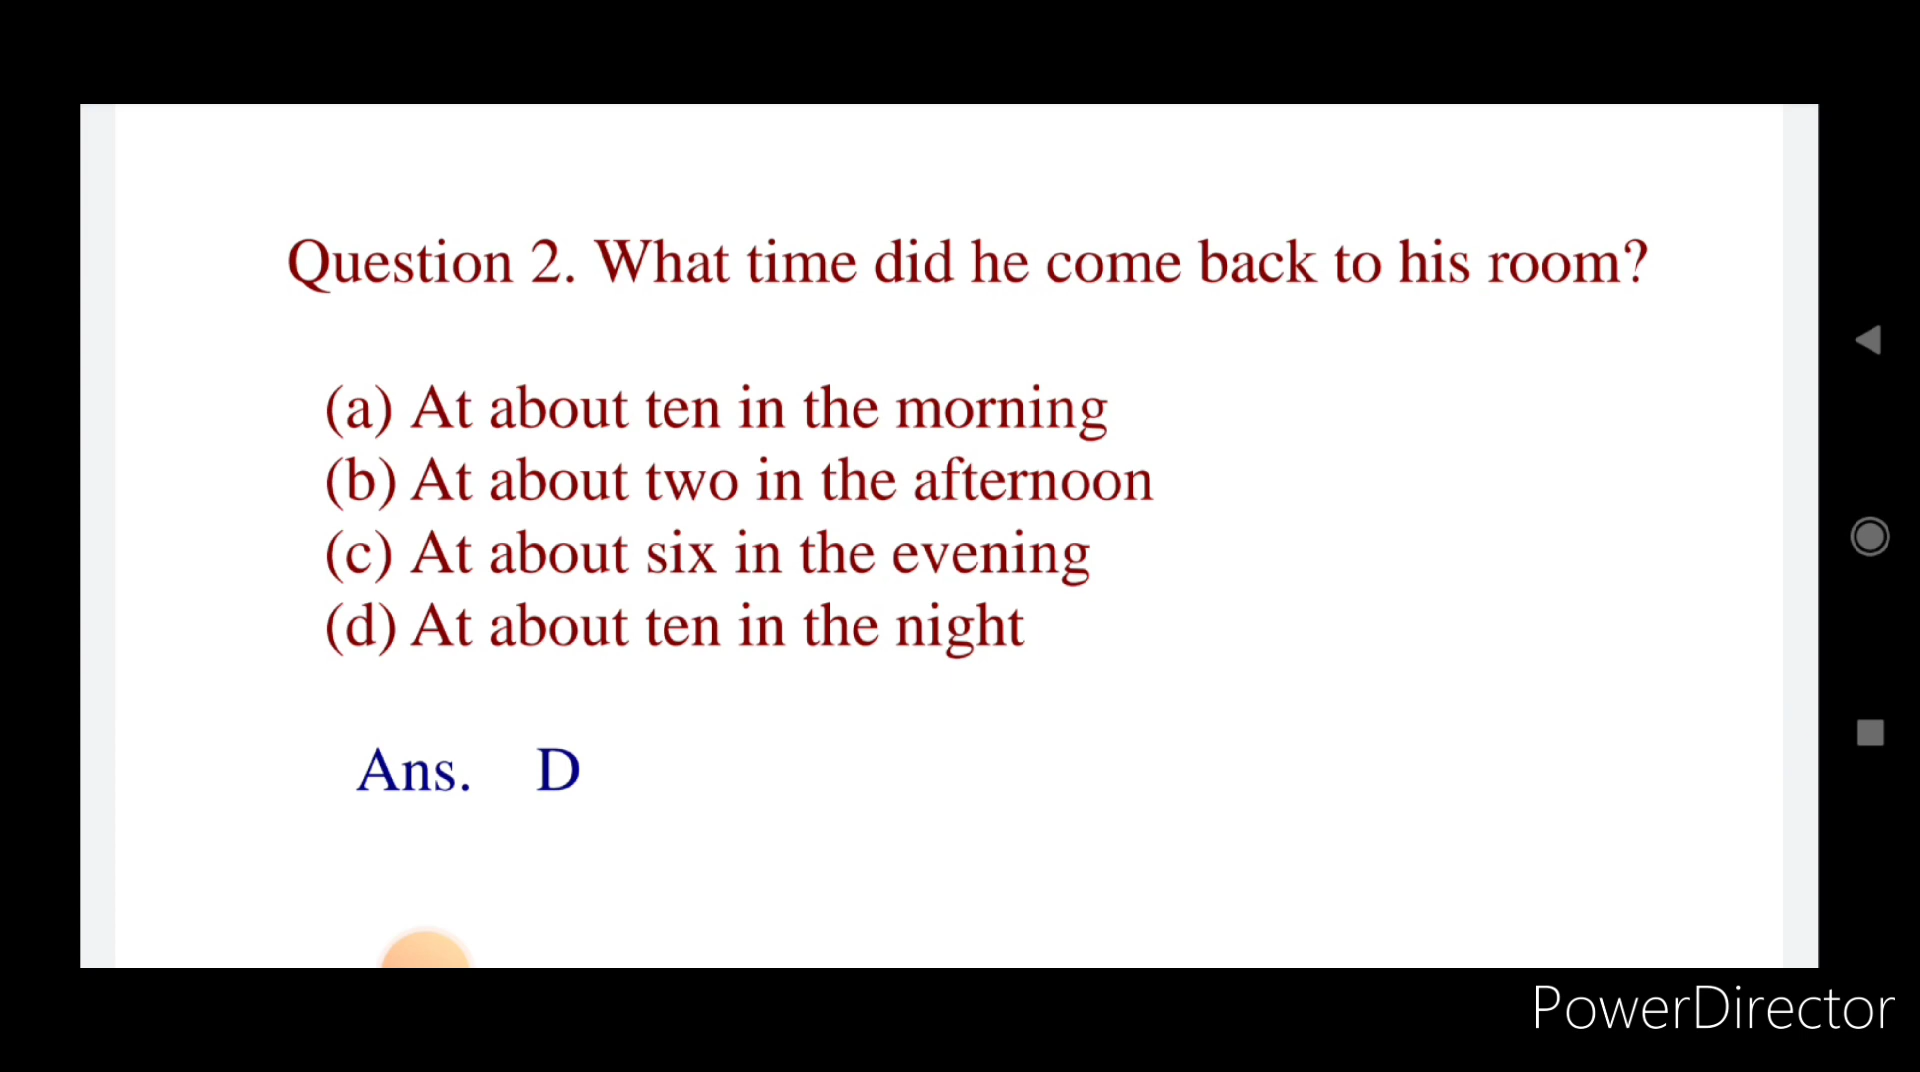 Question 2. What time did he come back to his room?
(a) At about ten in the morning
(b) At about two in the afternoon
(c) At about six in the evening
(d) At about ten in the night
Ans. D
PowerDirector